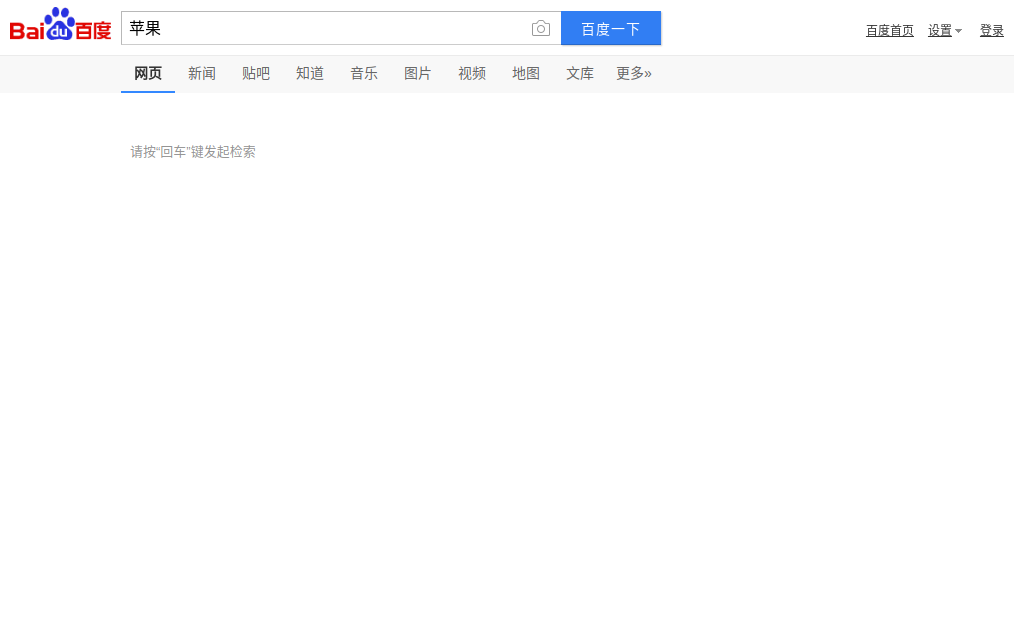 Baidu百度 苹果 百度一下 百度首页 设置 登录
网页 新闻 贴吧 知道 音乐 图片 视频 地图 文库 更多»
请按“回车”键发起检索